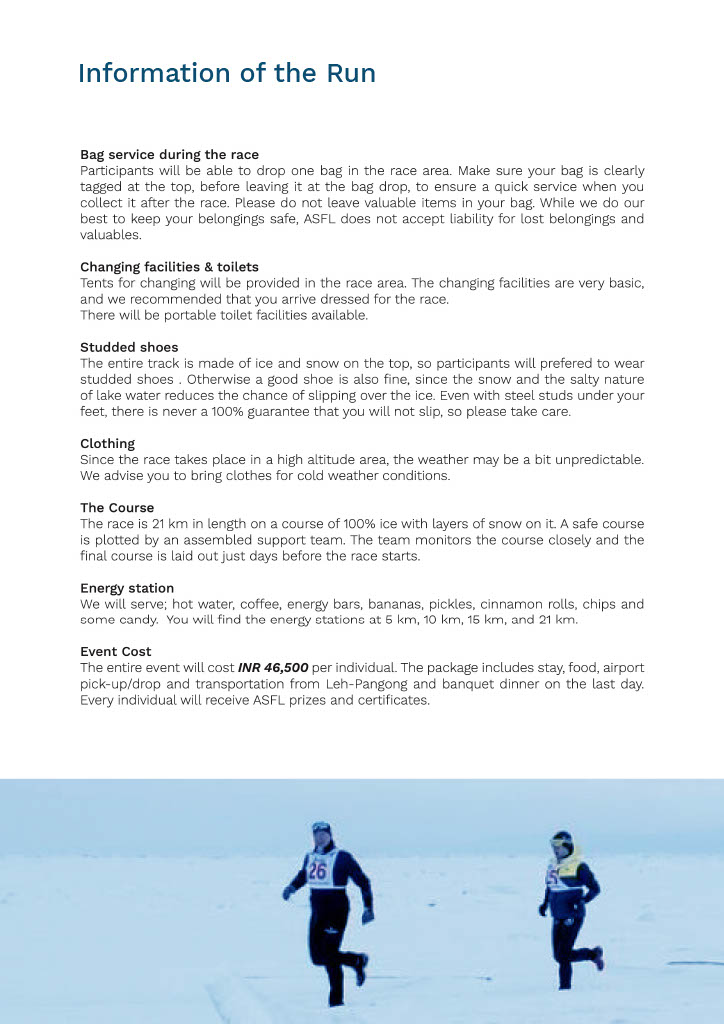 Information of the Run
Bag service during the race
Participants will be able to drop one bag in the race area. Make sure your bag is clearly
tagged at the top, before leaving it at the bag drop, to ensure a quick service when you
collect it after the race. Please do not leave valuable items in your bag. While we do our
best to keep your belongings safe, ASFL does not accept liability for lost belongings and
valuables.
Changing facilities & toilets
Tents for changing will be provided in the race area. The changing facilities are very basic,
and we recommended that you arrive dressed for the race.
There will be portable toilet facilities available.
Studded shoes
The entire track is made of ice and snow on the top, so participants will prefered to wear
studded shoes . Otherwise a good shoe is also fine, since the snow and the salty nature
of lake water reduces the chance of slipping over the ice. Even with steel studs under your
feet, there is never a 100% guarantee that you will not slip, so please take care.
Clothing
Since the race takes place in a high altitude area, the weather may be a bit unpredictable.
We advise you to bring clothes for cold weather conditions.
The Course
The race is 21 km in length on a course of 100% ice with layers of snow on it. A safe course
is plotted by an assembled support team. The team monitors the course closely and the
final course is laid out just days before the race starts.
Energy station
We will serve; hot water, coffee, energy bars, bananas, pickles, cinnamon rolls, chips and
some candy. You will find the energy stations at 5 km, 10 km, 15 km, and 21 km.
Event Cost
The entire event will cost INR 46,500 per individual. The package includes stay, food, airport
pick-up/drop and transportation from Leh-Pangong and banquet dinner on the last day.
Every individual will receive ASFL prizes and certificates.
26